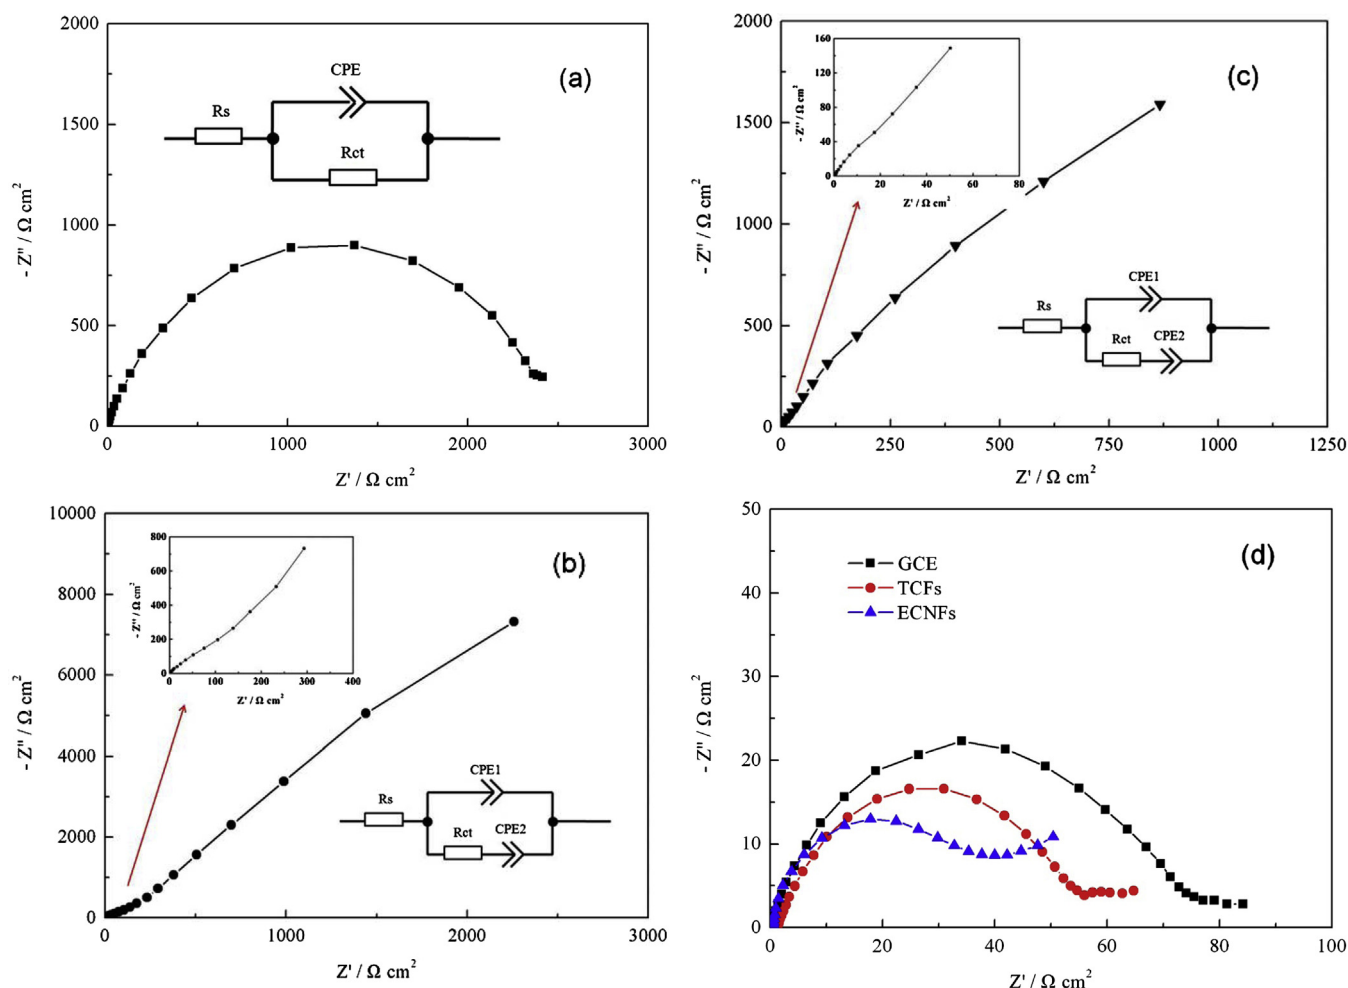 2000
1500
1000
500
0
- Z'' / Ω cm²
0
1000
2000
3000
Z' / Ω cm²
(a)
CPE
Rs
Rct
2000
1500
1000
500
0
- Z'' / Ω cm²
0
250
500
750
1000
1250
Z' / Ω cm²
(c)
160
120
80
40
0
- Z'' / Ω cm²
0
20
40
60
80
Z' / Ω cm²
CPE1
Rs
Rct
CPE2
10000
8000
6000
4000
2000
0
- Z'' / Ω cm²
0
1000
2000
3000
Z' / Ω cm²
(b)
800
600
400
200
0
- Z'' / Ω cm²
0
100
200
300
400
Z' / Ω cm²
CPE1
Rs
Rct
CPE2
50
40
30
20
10
0
- Z'' / Ω cm²
0
20
40
60
80
100
Z' / Ω cm²
(d)
GCE
TCFs
ECNFs